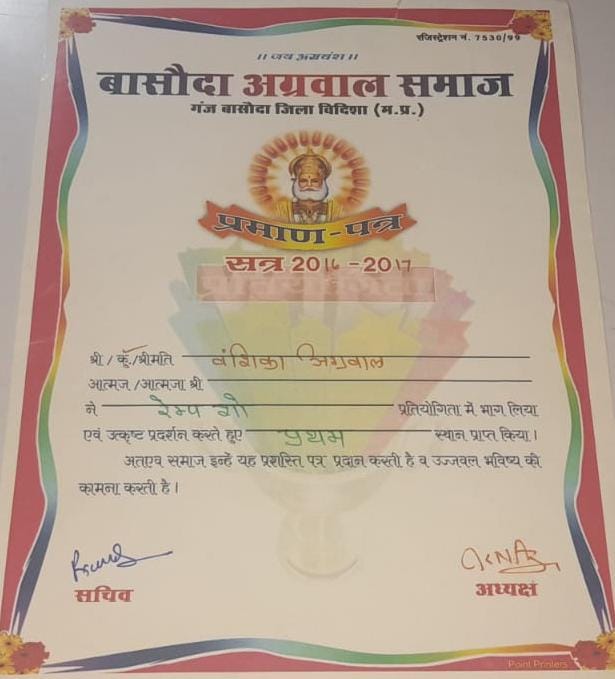 रजिस्ट्रेशन नं. 7530/99
।। जय अग्रवंश।।
बासौदा अग्रवाल समाज
गंज बासौदा जिला विदिशा (म.प्र.)
प्रमाण-पत्र
सत्र 2016-2017
श्री / कुँ./श्रीमति वंशिका अग्रवाल
आत्मज /आत्मजा श्री
ने रेम्प शो प्रतियोगिता में भाग लिया
एवं उत्कृष्ट प्रदर्शन करते हुए प्रथम स्थान प्राप्त किया।
अतएव समाज इन्हें यह प्रशस्ति पत्र प्रदान करती है व उज्जवल भविष्य की
कामना करती है।
सचिव
अध्यक्ष
Point Printers